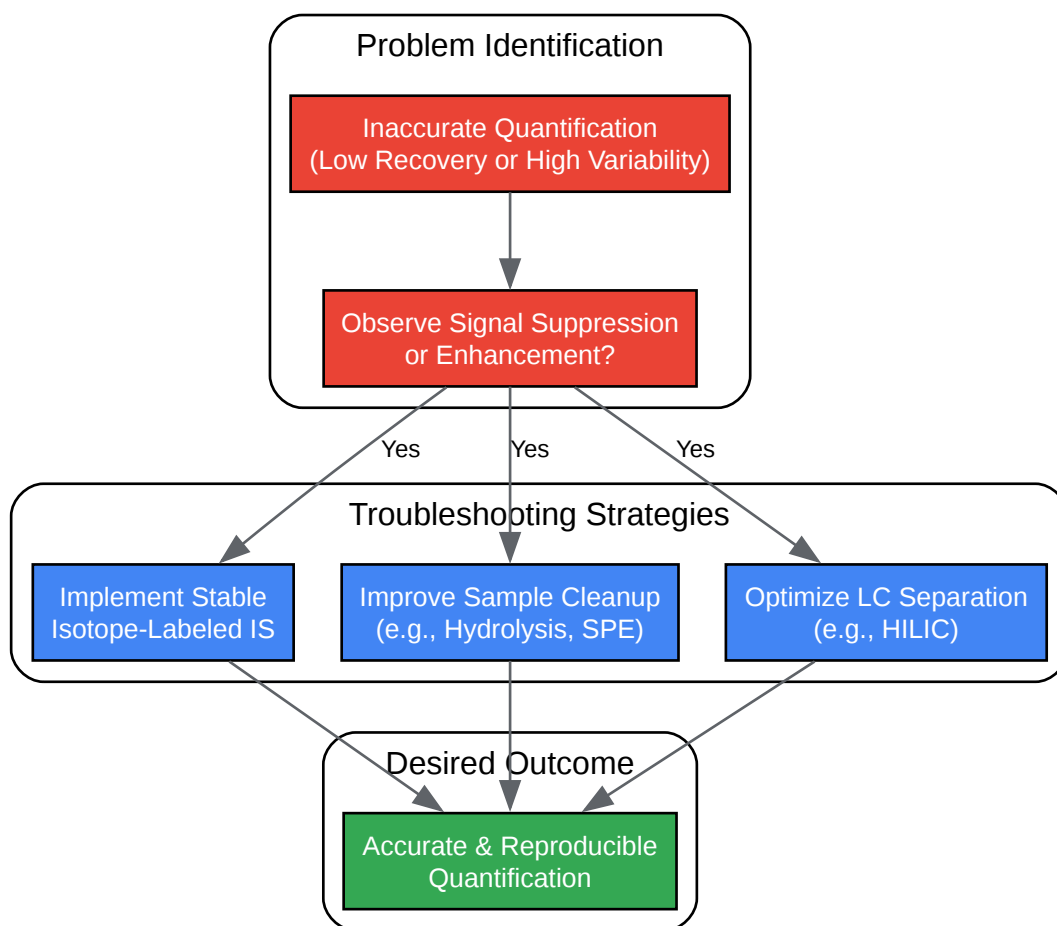 Problem Identification
Inaccurate Quantification
(Low Recovery or High Variability)
Observe Signal Suppression
or Enhancement?
Yes
Yes
Yes
Troubleshooting Strategies
Implement Stable
Isotope-Labeled IS
Improve Sample Cleanup
(e.g., Hydrolysis, SPE)
Optimize LC Separation
(e.g., HILIC)
Desired Outcome
Accurate & Reproducible
Quantification